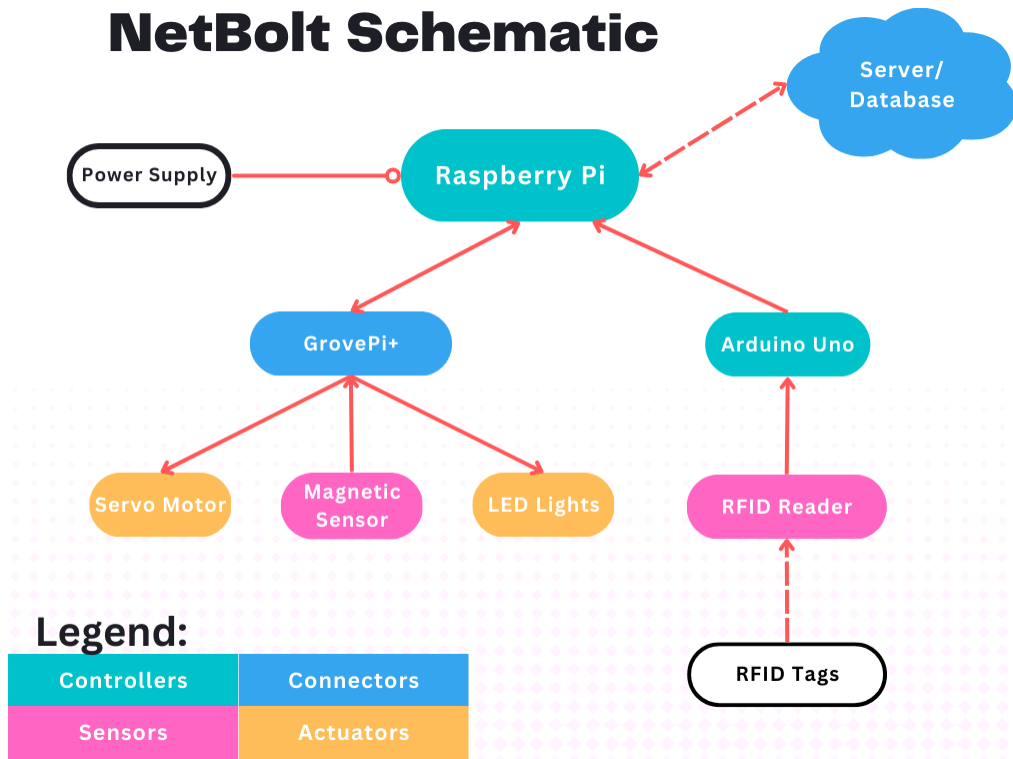 NetBolt Schematic
Server/
Database
Power Supply
Raspberry Pi
GrovePi+
Arduino Uno
Servo Motor
Magnetic
Sensor
LED Lights
RFID Reader
RFID Tags
Legend:
Controllers
Connectors
Sensors
Actuators